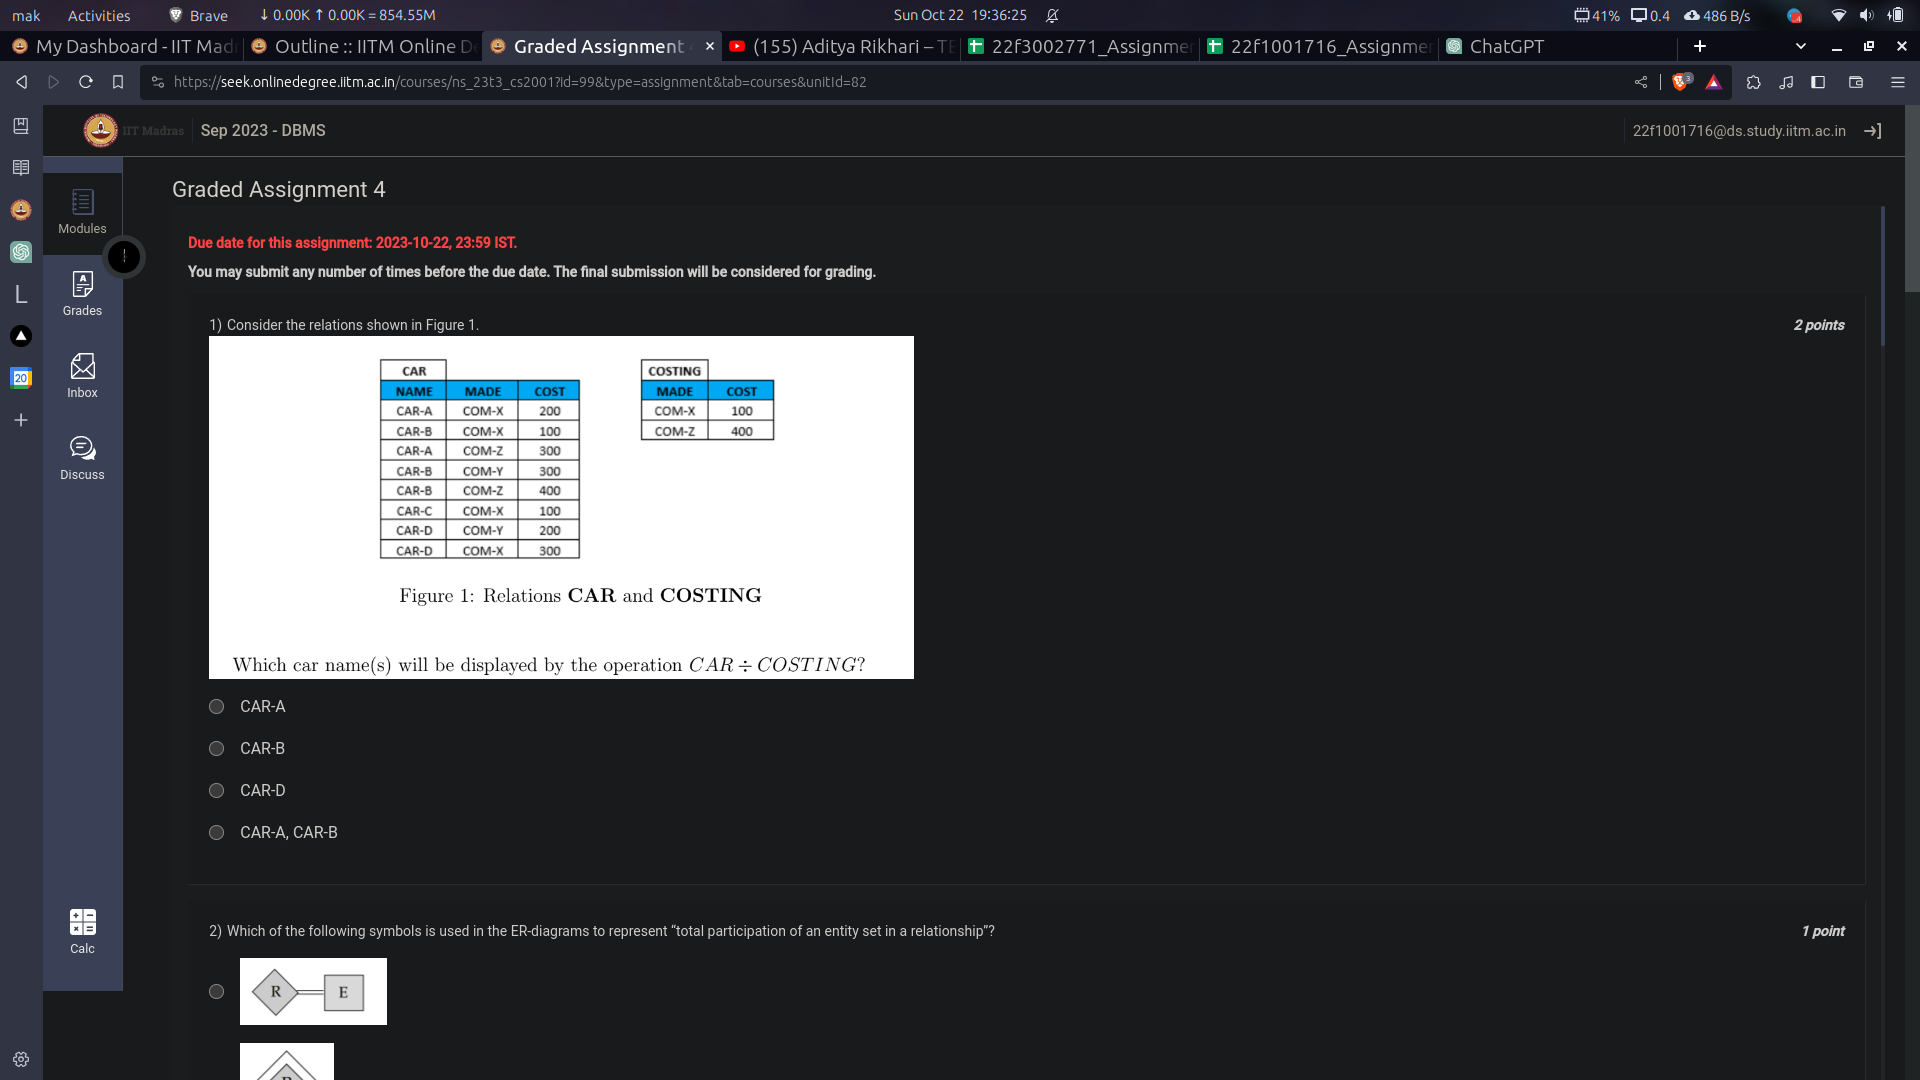 mak Activities Brave ↓ 0.00K ↑ 0.00K = 854.55M Sun Oct 22 19:36:25 41% 0.4 486 B/s
My Dashboard - IIT Mad Outline :: IITM Online D Graded Assignment (155) Aditya Rikhari – T 22f3002771_Assignme 22f1001716_Assignme ChatGPT
https://seek.onlinedegree.iitm.ac.in/courses/ns_23t3_cs2001?id=99&type=assignment&tab=courses&unitId=82
IIT Madras Sep 2023 - DBMS 22f1001716@ds.study.iitm.ac.in
Modules
Grades
Inbox
Discuss
Calc
L
20
Graded Assignment 4
Due date for this assignment: 2023-10-22, 23:59 IST.
You may submit any number of times before the due date. The final submission will be considered for grading.
1) Consider the relations shown in Figure 1. 2 points
CAR
NAME MADE COST
CAR-A COM-X 200
CAR-B COM-X 100
CAR-A COM-Z 300
CAR-B COM-Y 300
CAR-B COM-Z 400
CAR-C COM-X 100
CAR-D COM-Y 200
CAR-D COM-X 300
COSTING
MADE COST
COM-X 100
COM-Z 400
Figure 1: Relations CAR and COSTING
Which car name(s) will be displayed by the operation CAR ÷ COSTING?
CAR-A
CAR-B
CAR-D
CAR-A, CAR-B
2) Which of the following symbols is used in the ER-diagrams to represent “total participation of an entity set in a relationship”? 1 point
R E